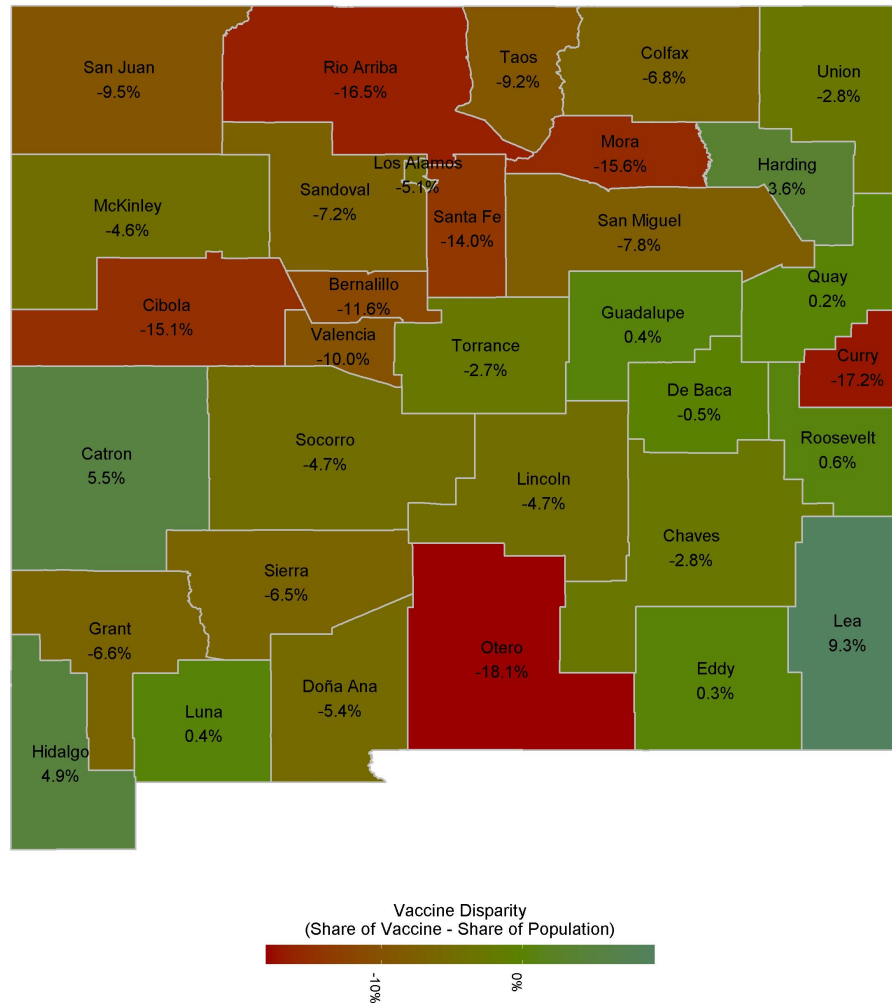 San Juan
-9.5%
Rio Arriba
-16.5%
Taos
-9.2%
Colfax
-6.8%
Union
-2.8%
Los Alamos
-5.1%
Mora
-15.6%
Harding
3.6%
McKinley
-4.6%
Sandoval
-7.2%
Santa Fe
-14.0%
San Miguel
-7.8%
Quay
0.2%
Cibola
-15.1%
Bernalillo
-11.6%
Valencia
-10.0%
Torrance
-2.7%
Guadalupe
0.4%
Curry
-17.2%
De Baca
-0.5%
Roosevelt
0.6%
Catron
5.5%
Socorro
-4.7%
Lincoln
-4.7%
Chaves
-2.8%
Sierra
-6.5%
Grant
-6.6%
Otero
-18.1%
Lea
9.3%
Eddy
0.3%
Doña Ana
-5.4%
Luna
0.4%
Hidalgo
4.9%
Vaccine Disparity
(Share of Vaccine - Share of Population)
-10%
0%